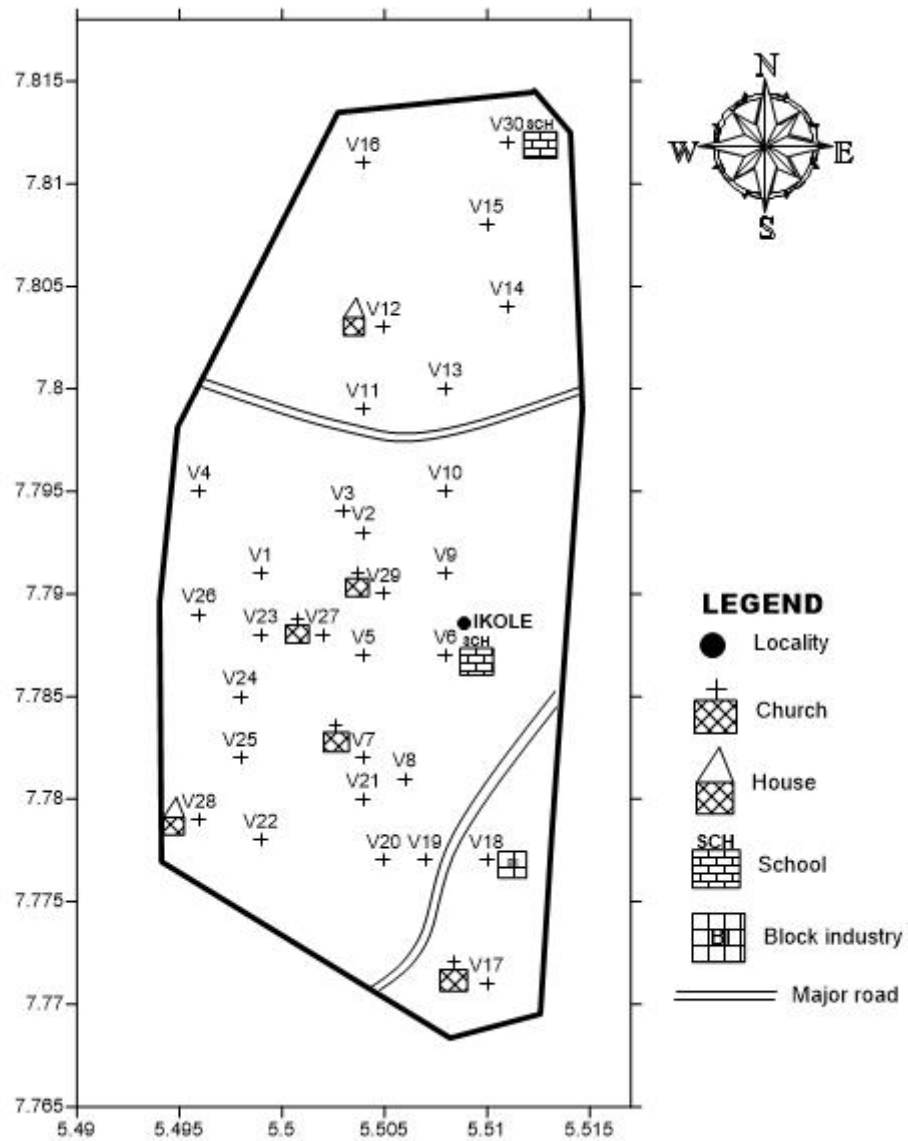 7.815
V30 SCH
V16
N
W E
S
7.81
V15
7.805
V12 V14
V13
7.8
V11
7.795
V4 V10
V3
V2
V1 V9
7.79
V29
V26
V23 V27
IKOLE
V5 V6 SCH
7.785
V24
V25 V7
V8
7.78
V21
V28
V22
V20 V19 V18
BI
7.775
7.77
V17
7.765
5.49 5.495 5.5 5.505 5.51 5.515
LEGEND
Locality
Church
House
SCH
School
BI
Block industry
Major road